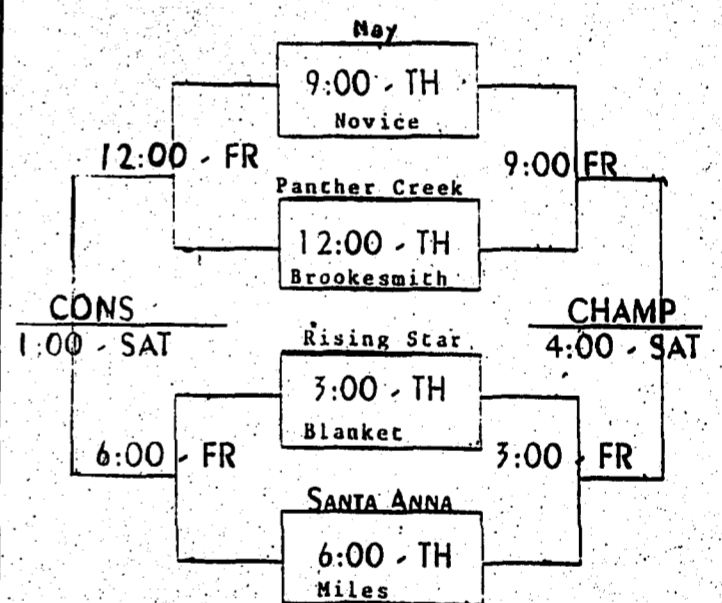 May
9:00 - TH
Novice
12:00 - FR
9:00 FR
Panther Creek
12:00 - TH
Brookesmith
CONS
1:00 - SAT
CHAMP
4:00 - SAT
Rising Star
3:00 - TH
Blanket
6:00 - FR
3:00 - FR
SANTA ANNA
6:00 - TH
Miles